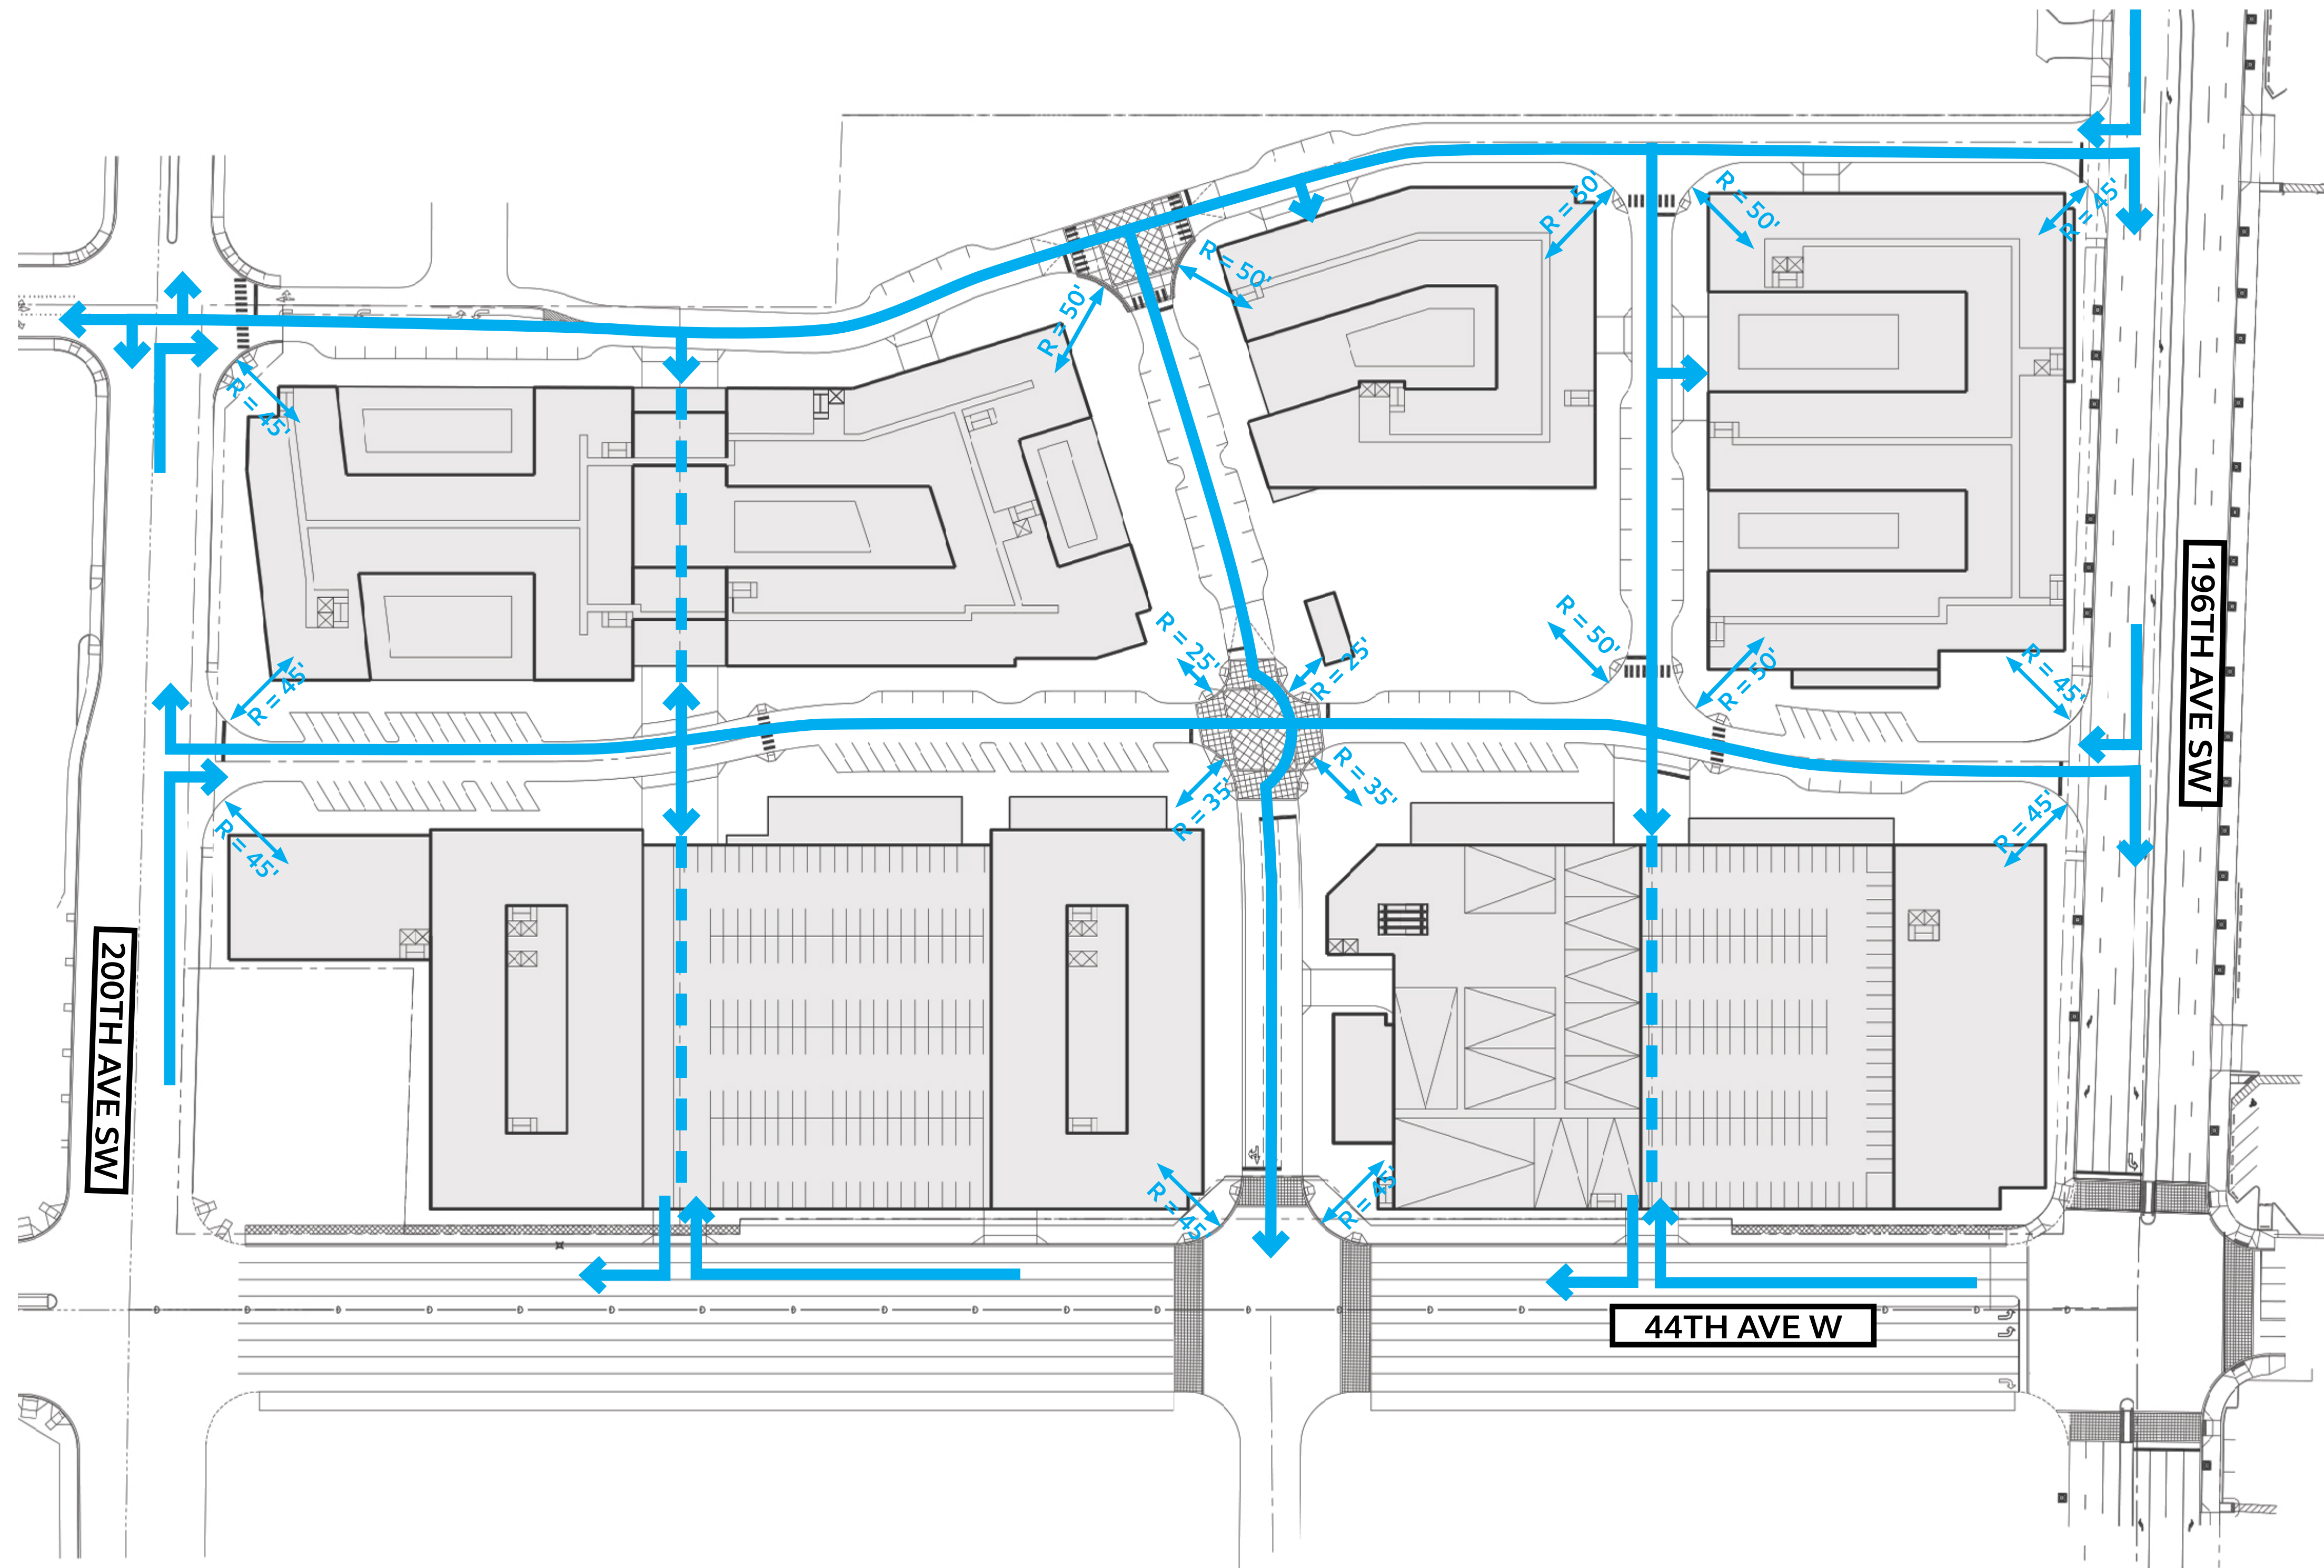 R = 50'
R = 50'
R = 45'
R = 50'
R = 50'
R = 45'
R = 25'
R = 25'
R = 50'
R = 50'
R = 45'
R = 45'
196TH AVE SW
R = 35'
R = 35'
R = 45'
R = 45'
200TH AVE SW
R = 45'
R = 45'
44TH AVE W